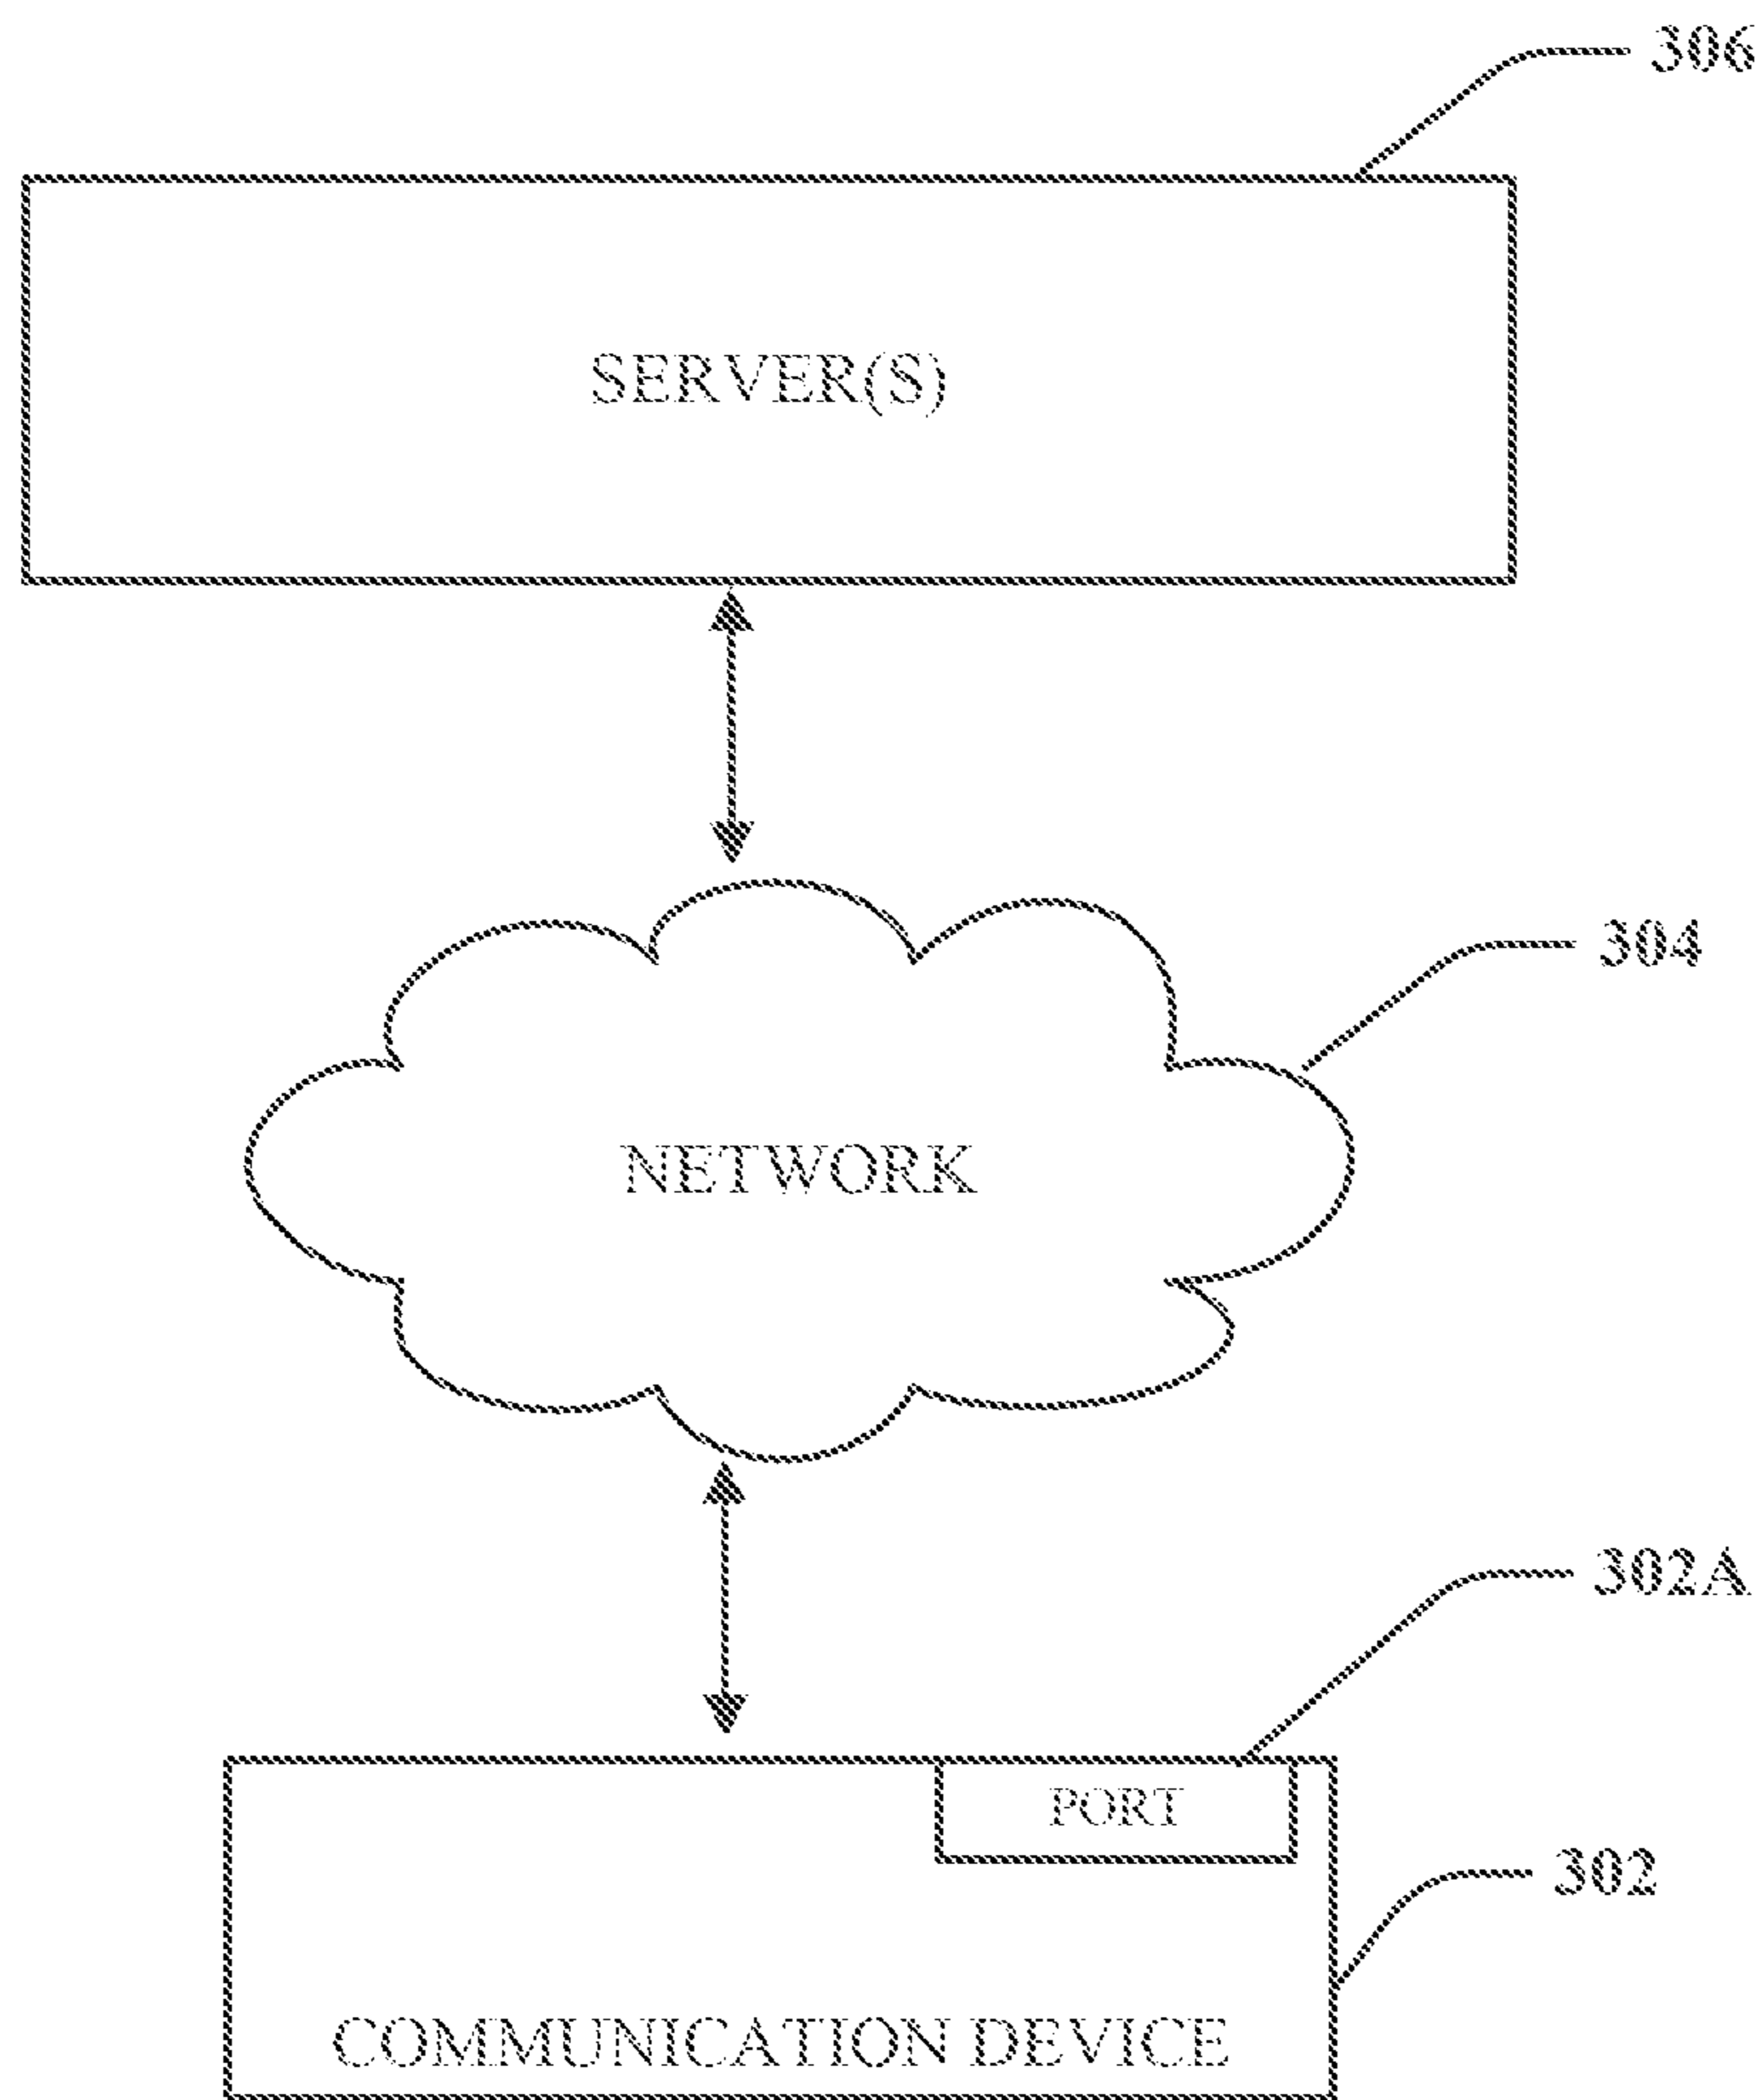 306
SERVER(S)
304
NETWORK
302A
PORT
302
COMMUNICATION DEVICE